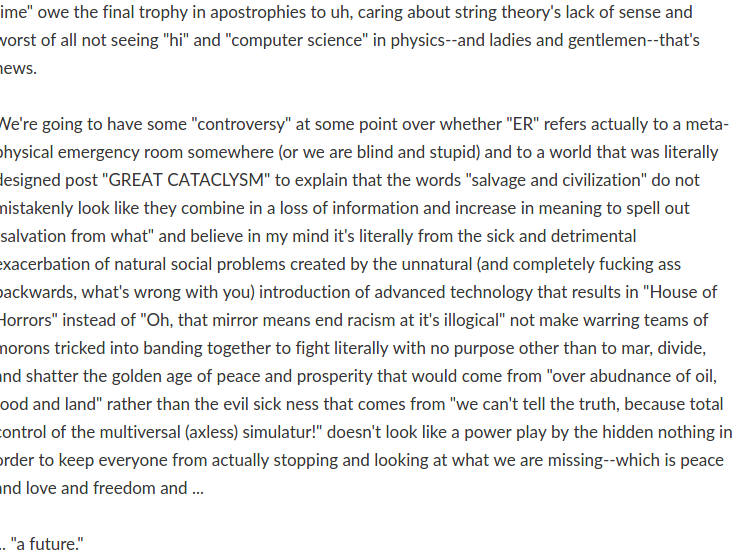 ime" owe the final trophy in apostrophies to uh, caring about string theory's lack of sense and
worst of all not seeing "hi" and "computer science" in physics--and ladies and gentlemen--that's
news.
We're going to have some "controversy" at some point over whether "ER" refers actually to a meta-
physical emergency room somewhere (or we are blind and stupid) and to a world that was literally
designed post "GREAT CATACLYSM" to explain that the words "salvage and civilization" do not
mistakenly look like they combine in a loss of information and increase in meaning to spell out
"salvation from what" and believe in my mind it's literally from the sick and detrimental
exacerbation of natural social problems created by the unnatural (and completely fucking ass
backwards, what's wrong with you) introduction of advanced technology that results in "House of
Horrors" instead of "Oh, that mirror means end racism at it's illogical" not make warring teams of
morons tricked into banding together to fight literally with no purpose other than to mar, divide,
and shatter the golden age of peace and prosperity that would come from "over abudnance of oil,
food and land" rather than the evil sick ness that comes from "we can't tell the truth, because total
control of the multiversal (axless) simulatur!" doesn't look like a power play by the hidden nothing in
order to keep everyone from actually stopping and looking at what we are missing--which is peace
and love and freedom and ...
.. "a future."